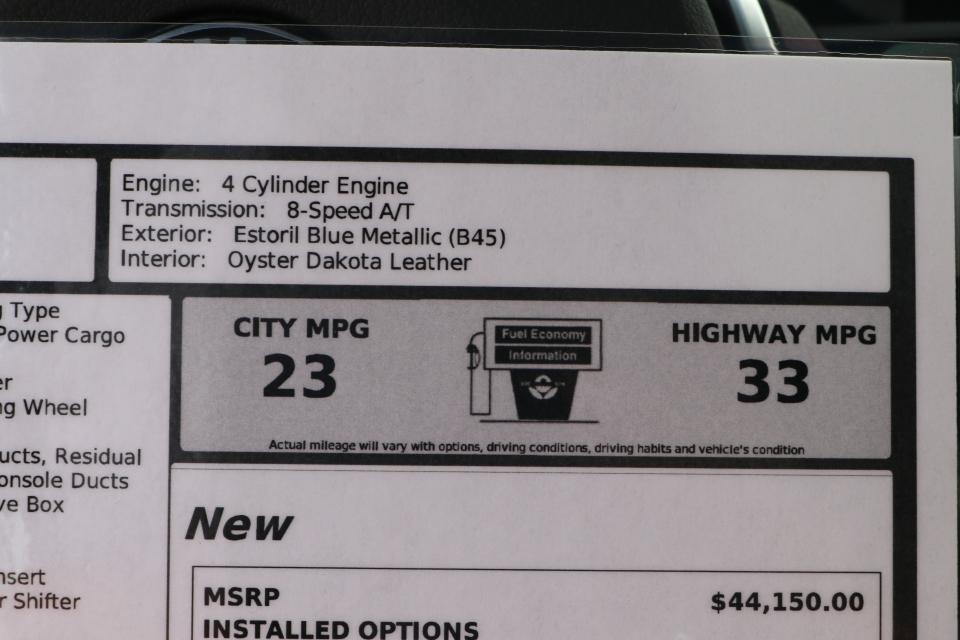 Engine: 4 Cylinder Engine
Transmission: 8-Speed A/T
Exterior: Estoril Blue Metallic (B45)
Interior: Oyster Dakota Leather
Type
Power Cargo
er
ng Wheel
ucts, Residual
onsole Ducts
ve Box
nsert
r Shifter
CITY MPG
23
Fuel Economy
Information
HIGHWAY MPG
33
Actual mileage will vary with options, driving conditions, driving habits and vehicle's condition
New
MSRP $44,150.00
INSTALLED OPTIONS